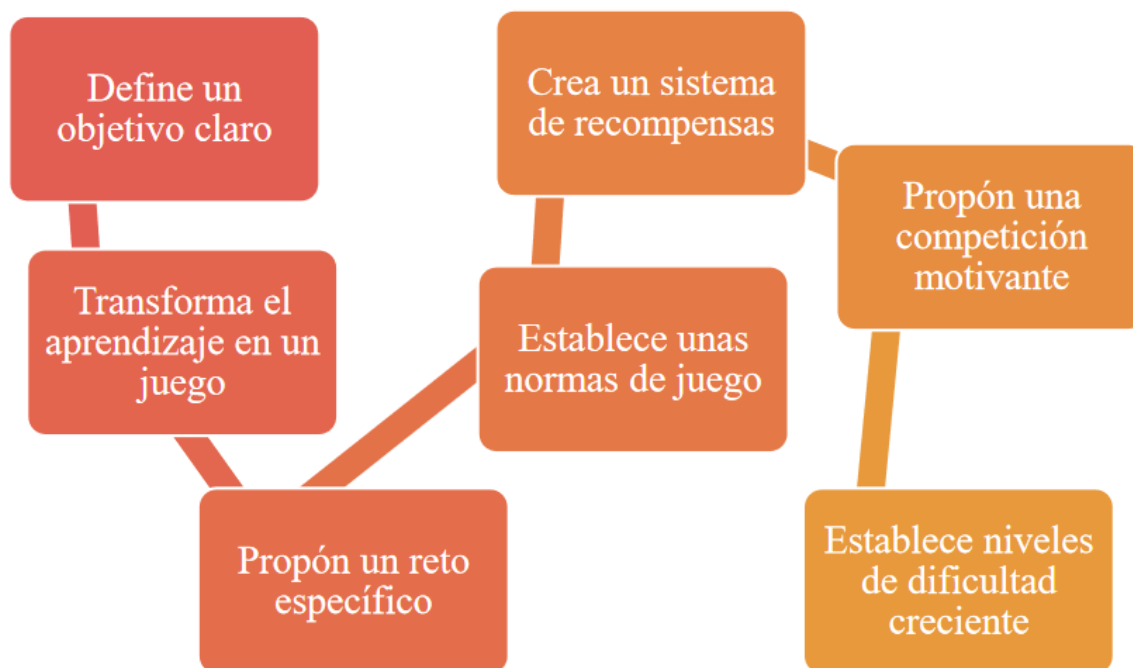 Define un
objetivo claro
Transforma el
aprendizaje en un
juego
Propón un reto
específico
Establece unas
normas de juego
Crea un sistema
de recompensas
Propón una
competición
motivante
Establece niveles
de dificultad
creciente